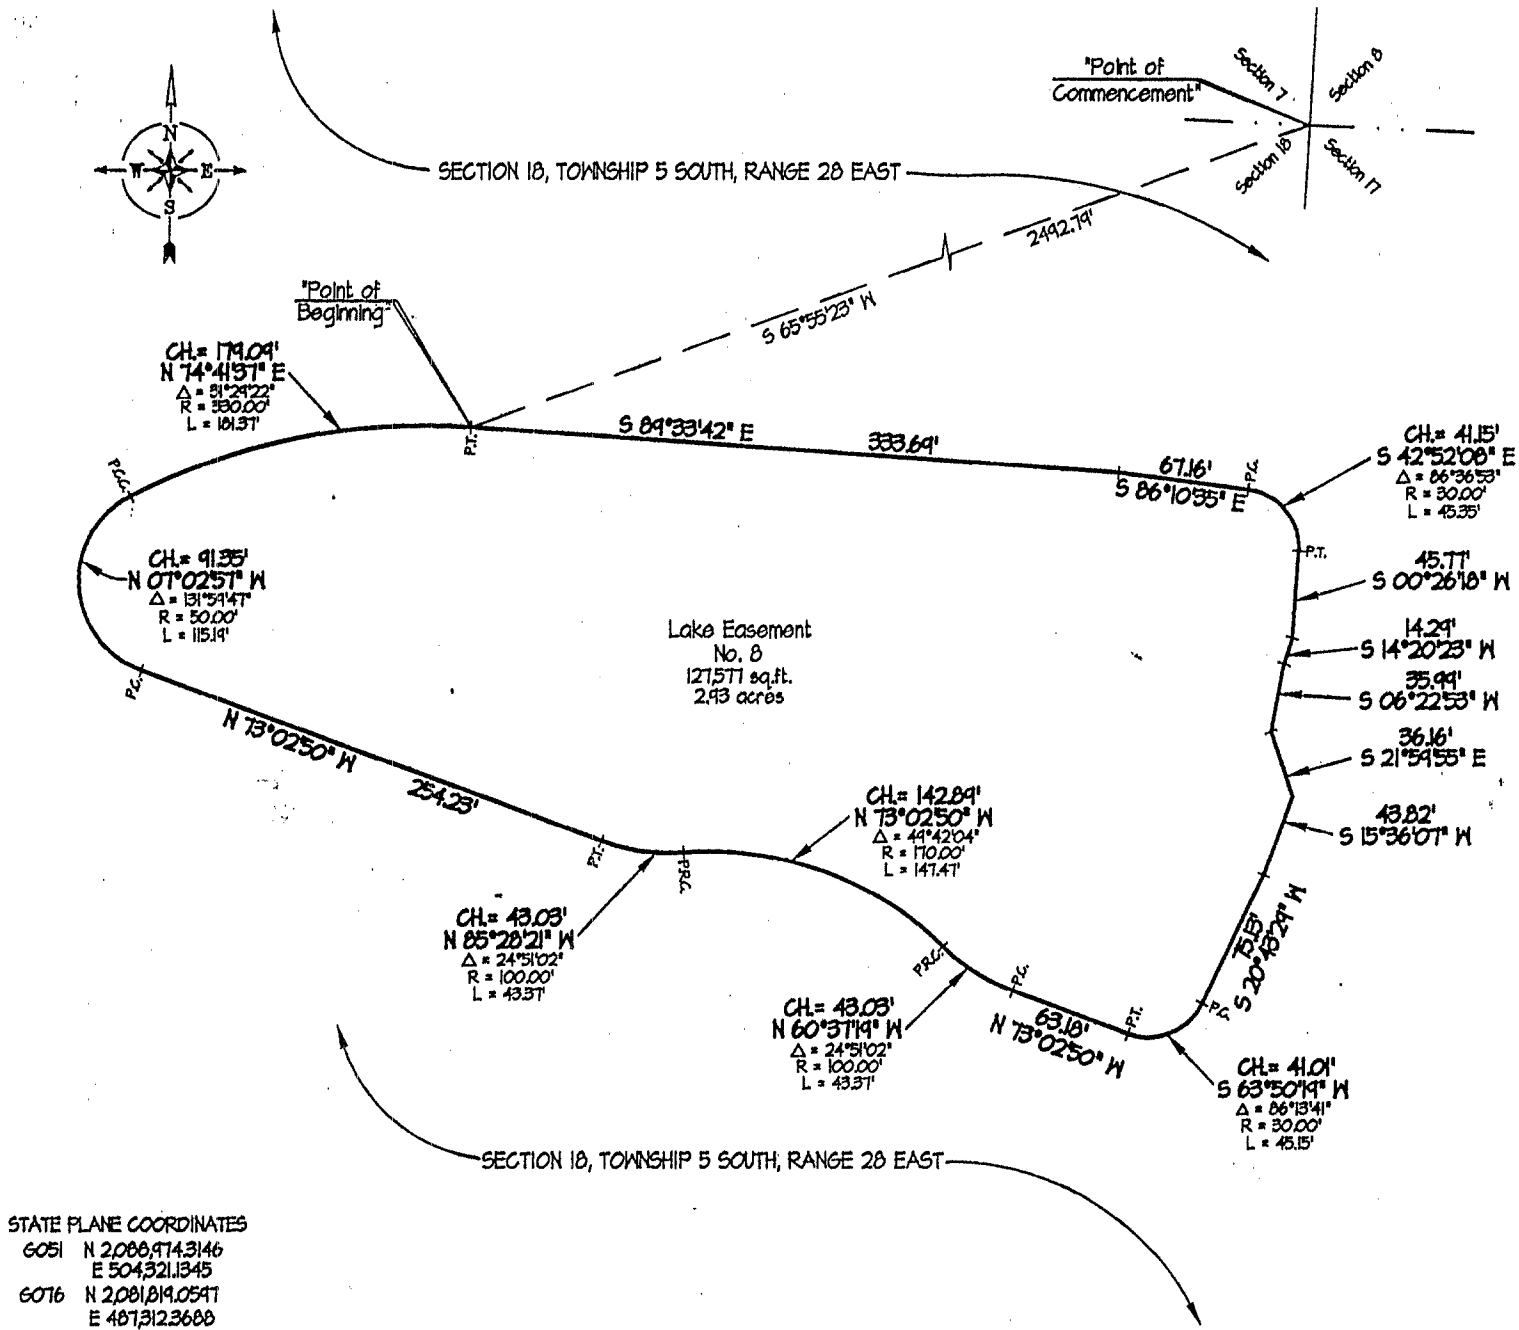 "Point of
Commencement"
Section 7
Section 8
Section 18
Section 17
N
W
E
S
SECTION 18, TOWNSHIP 5 SOUTH, RANGE 28 EAST
2492.79'
S 65°55'23" W
"Point of
Beginning"
CH.= 179.09'
N 74°41'37" E
Δ = 31°29'22"
R = 330.00'
L = 181.37'
P.T.
S 89°33'42" E
333.69'
67.16'
S 86°10'35" E
P.C.
CH.= 41.15'
S 42°52'08" E
Δ = 86°36'53"
R = 30.00'
L = 45.35'
P.C.C.
P.T.
45.77'
S 00°26'18" W
CH.= 91.35'
N 07°02'57" W
Δ = 131°59'47"
R = 50.00'
L = 115.19'
14.29'
S 14°20'23" W
35.99'
S 06°22'53" W
Lake Easement
No. 8
127,577 sq.ft.
2.93 acres
P.C.
36.16'
S 21°59'55" E
N 73°02'50" W
254.23'
43.82'
S 15°36'07" W
CH.= 142.89'
N 73°02'50" W
Δ = 49°42'04"
R = 170.00'
L = 147.47'
P.T.
P.R.C.
75.13'
S 20°43'29" W
CH.= 43.03'
N 85°28'21" W
Δ = 24°51'02"
R = 100.00'
L = 43.37'
P.R.C.
P.C.
CH.= 43.03'
N 60°37'19" W
Δ = 24°51'02"
R = 100.00'
L = 43.37'
63.18'
N 73°02'50" W
P.T.
P.C.
CH.= 41.01'
S 63°50'19" W
Δ = 86°13'41"
R = 30.00'
L = 45.15'
SECTION 18, TOWNSHIP 5 SOUTH, RANGE 28 EAST
STATE PLANE COORDINATES
G051 N 2,088,974.3146
E 504,321.1345
G076 N 2,081,819.0597
E 487,312.3688